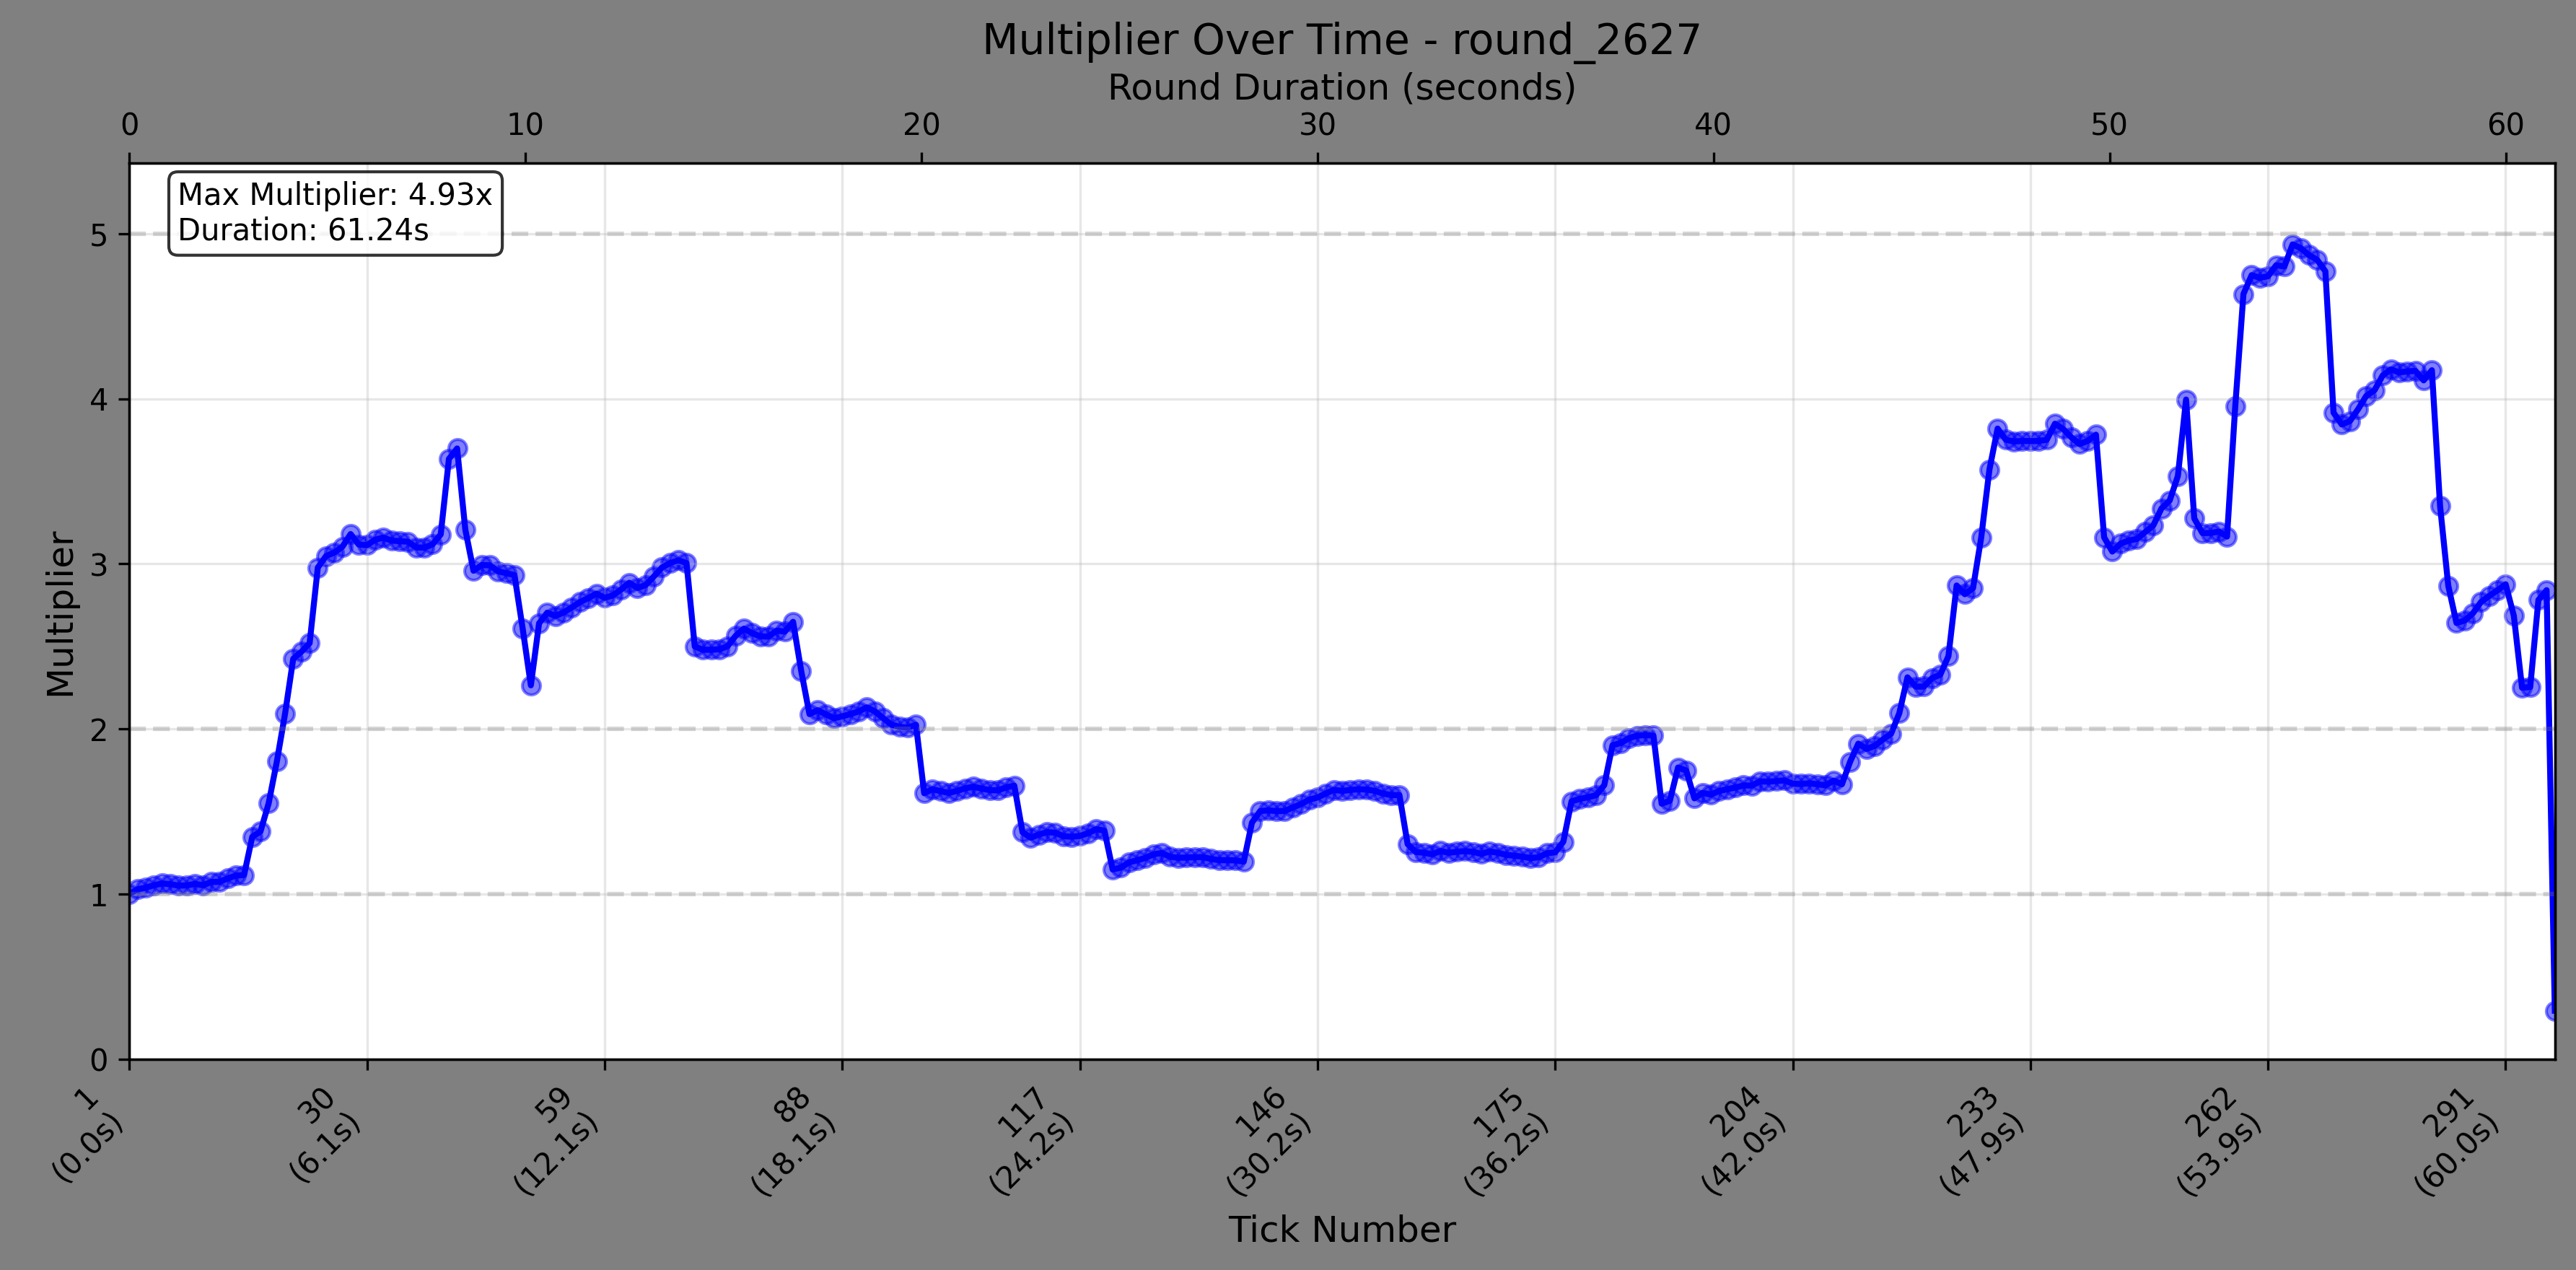 Multiplier Over Time - round_2627
Round Duration (seconds)
0 10 20 30 40 50 60
Max Multiplier: 4.93x
Duration: 61.24s
5
4
3
2
1
0
Multiplier
1 30 59 88 117 146 175 204 233 262 291
(0.0s) (6.1s) (12.1s) (18.1s) (24.2s) (30.2s) (36.2s) (42.0s) (47.9s) (53.9s) (60.0s)
Tick Number